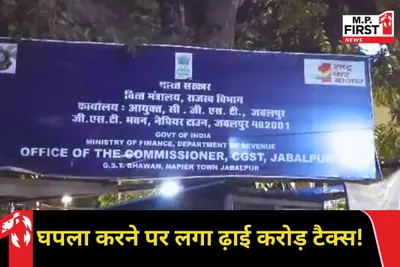 M.P.
FIRST
NEWS
भारत सरकार
वित्त मंत्रालय, राजस्व विभाग
कार्यालय : आयुक्त, सी . जी . एस . टी., जबलपुर
जी.एस.टी. भवन, नेपियर टाउन, जबलपुर 482001
GOVT OF INDIA
MINISTRY OF FINANCE, DEPARTMENT OF REVENUE
OFFICE OF THE COMMISSIONER, CGST, JABALPUR
G.S.T. BHAWAN, NAPIER TOWN JABALPUR
राष्ट्र
कर
बाजार
घपला करने पर लगा ढ़ाई करोड़ टैक्स!